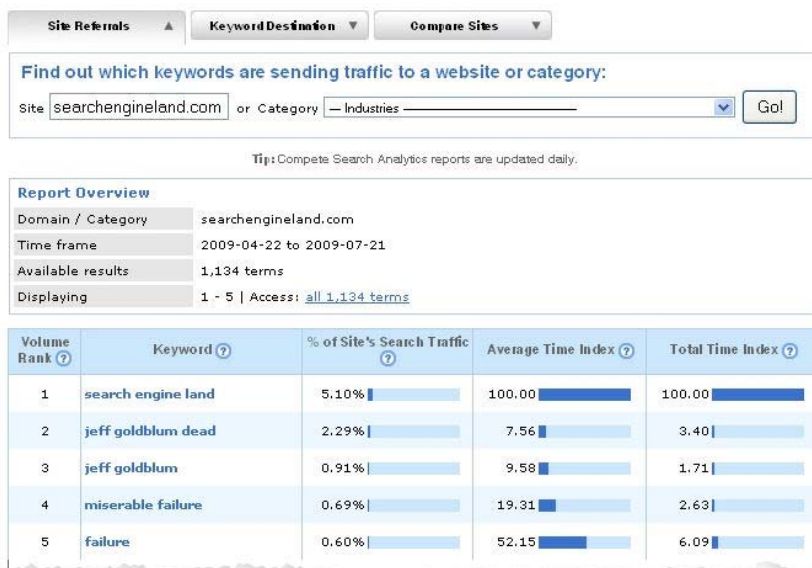 Site Referrals ▲ Keyword Destination ▼ Compare Sites ▼
Find out which keywords are sending traffic to a website or category:
Site searchengineland.com or Category — Industries ——————————— Go!
Tip: Compete Search Analytics reports are updated daily.
Report Overview
Domain / Category searchengineland.com
Time frame 2009-04-22 to 2009-07-21
Available results 1,134 terms
Displaying 1 - 5 | Access: all 1,134 terms
Volume Rank ? Keyword ? % of Site's Search Traffic ? Average Time Index ? Total Time Index ?
1 search engine land 5.10% 100.00 100.00
2 jeff goldblum dead 2.29% 7.56 3.40
3 jeff goldblum 0.91% 9.58 1.71
4 miserable failure 0.69% 19.31 2.63
5 failure 0.60% 52.15 6.09